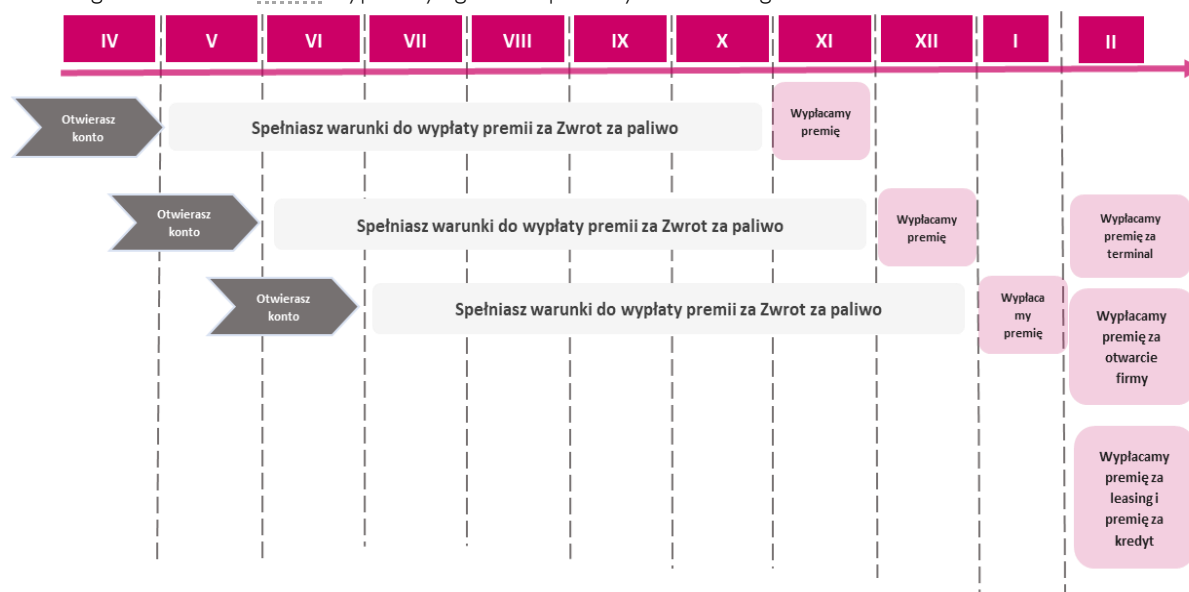 IV V VI VII VIII IX X XI XII I II
Otwierasz
konto
Spełniasz warunki do wypłaty premii za Zwrot za paliwo
Wypłacamy
premię
Otwierasz
konto
Spełniasz warunki do wypłaty premii za Zwrot za paliwo
Wypłacamy
premię
Wypłacamy
premię za
terminal
Otwierasz
konto
Spełniasz warunki do wypłaty premii za Zwrot za paliwo
Wypłaca
my
premię
Wypłacamy
premię za
otwarcie
firmy
Wypłacamy
premię za
leasing i
premię za
kredyt